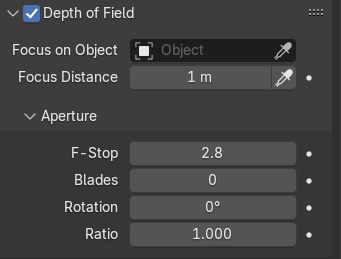 Depth of Field
Focus on Object Object
Focus Distance 1 m
Aperture
F-Stop 2.8
Blades 0
Rotation 0°
Ratio 1.000